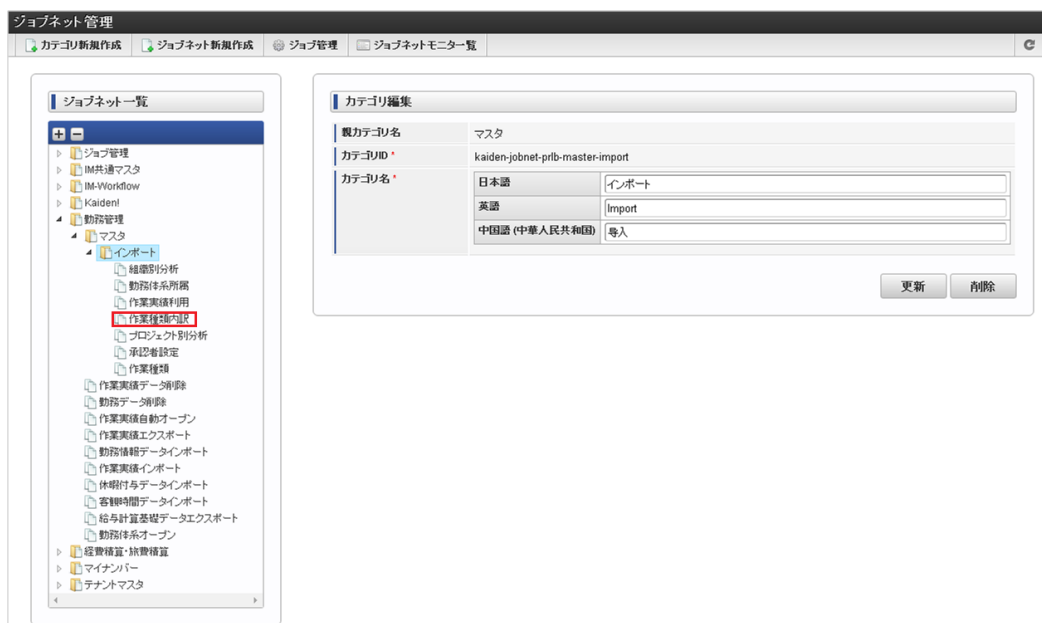 ジョブネット管理
カテゴリ新規作成 ジョブネット新規作成 ジョブ管理 ジョブネットモニター覧
ジョブネット一覧
ジョブ管理
IM共通マスタ
IM-Workflow
Kaiden!
勤務管理
マスタ
インポート
組織別分析
勤務体系所属
作業実績利用
作業種類内訳
プロジェクト別分析
承認者設定
作業種類
作業実績データ削除
勤務データ削除
作業実績自動オープン
作業実績エクスポート
勤務情報データインポート
作業実績インポート
休暇付与データインポート
客観時間データインポート
給与計算基礎データエクスポート
勤務体系オープン
経費精算・旅費精算
マイナンバー
テナントマスタ
カテゴリ編集
親カテゴリ名 マスタ
カテゴリID * kaiden-jobnet-prlb-master-import
カテゴリ名 * 日本語 インポート
英語 Import
中国語 (中華人民共和国) 导入
更新 削除